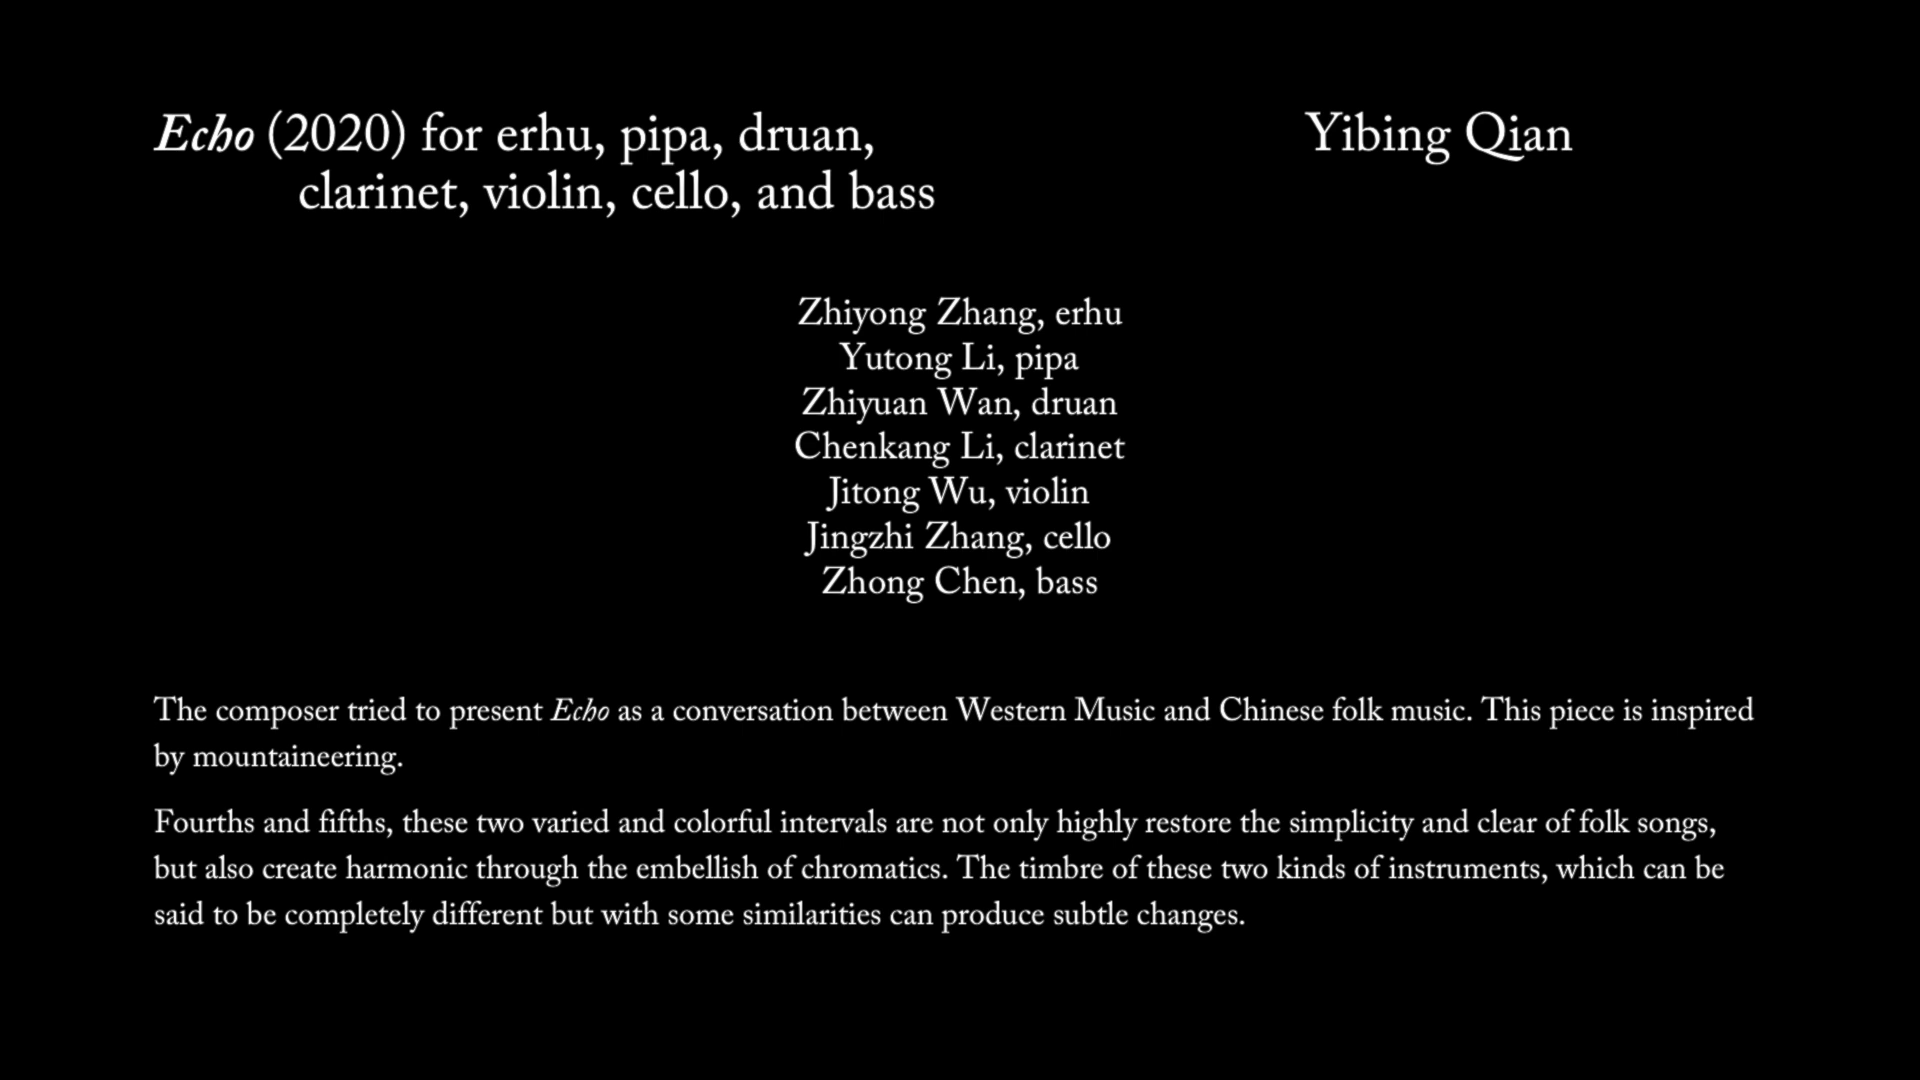 Echo (2020) for erhu, pipa, druan,
clarinet, violin, cello, and bass
Yibing Qian
Zhiyong Zhang, erhu
Yutong Li, pipa
Zhiyuan Wan, druan
Chenkang Li, clarinet
Jitong Wu, violin
Jingzhi Zhang, cello
Zhong Chen, bass
The composer tried to present Echo as a conversation between Western Music and Chinese folk music. This piece is inspired
by mountaineering.
Fourths and fifths, these two varied and colorful intervals are not only highly restore the simplicity and clear of folk songs,
but also create harmonic through the embellish of chromatics. The timbre of these two kinds of instruments, which can be
said to be completely different but with some similarities can produce subtle changes.